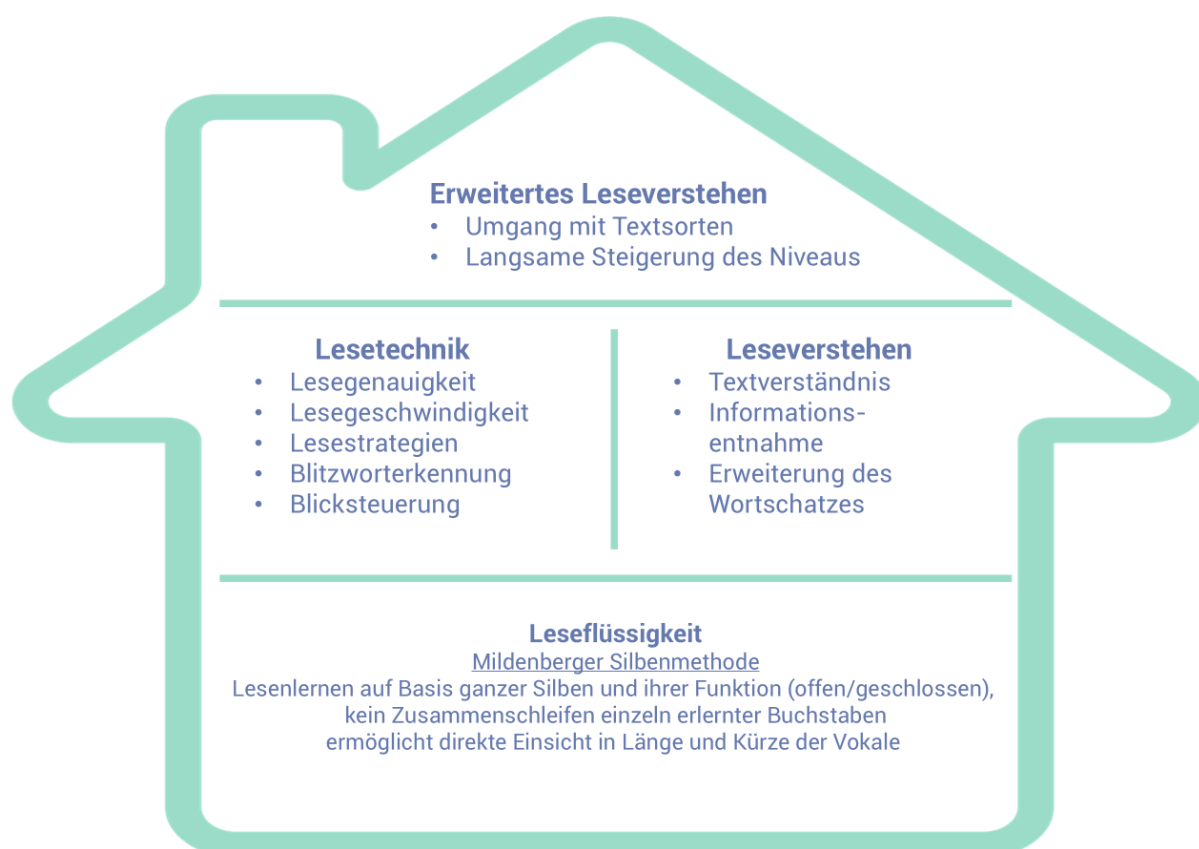 Erweitertes Leseverstehen
• Umgang mit Textsorten
• Langsame Steigerung des Niveaus
Lesetechnik
• Lesegenauigkeit
• Lesegeschwindigkeit
• Lesestrategien
• Blitzworterkennung
• Blicksteuerung
Leseverstehen
• Textverständnis
• Informations-
entnahme
• Erweiterung des
Wortschatzes
Leseflüssigkeit
Mildenberger Silbenmethode
Lesenlernen auf Basis ganzer Silben und ihrer Funktion (offen/geschlossen),
kein Zusammenschleifen einzeln erlernter Buchstaben
ermöglicht direkte Einsicht in Länge und Kürze der Vokale